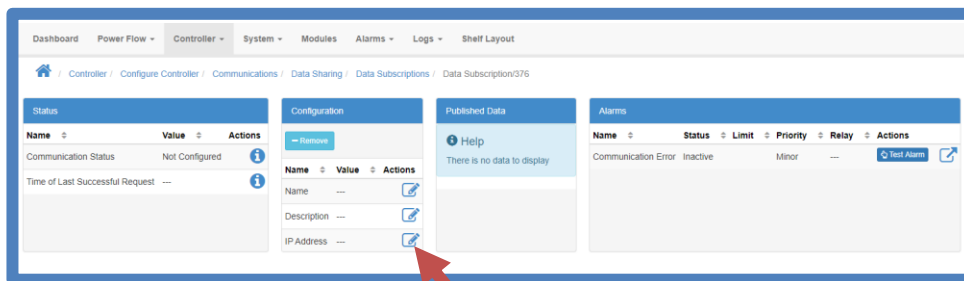 Dashboard Power Flow Controller System Modules Alarms Logs Shelf Layout
/ Controller / Configure Controller / Communications / Data Sharing / Data Subscriptions / Data Subscription/376
Status
Name Value Actions
Communication Status Not Configured
Time of Last Successful Request ---
Configuration
− Remove
Name Value Actions
Name ---
Description ---
IP Address ---
Published Data
Help
There is no data to display
Alarms
Name Status Limit Priority Relay Actions
Communication Error Inactive Minor --- Test Alarm